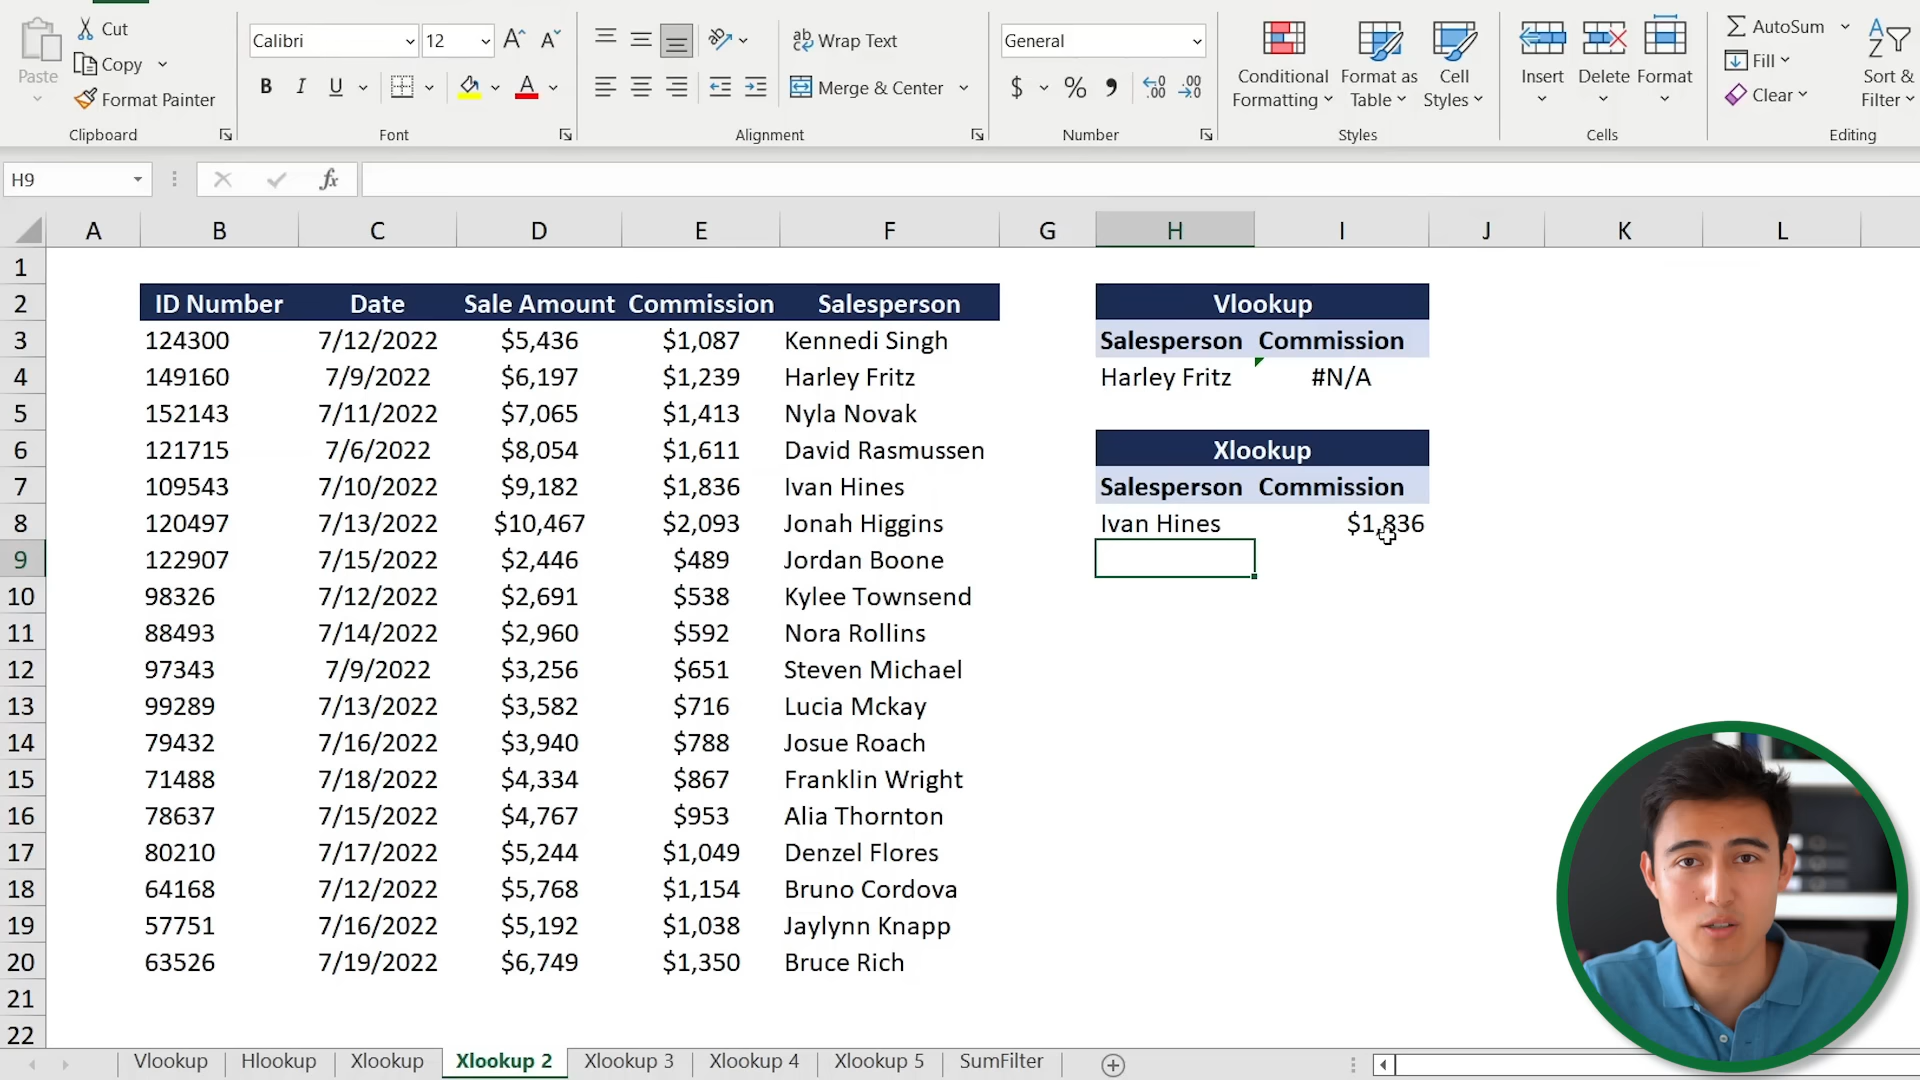 Paste
Cut
Copy
Format Painter
Clipboard
Calibri
12
B I U
Font
Wrap Text
Merge & Center
Alignment
General
$ % ,
Number
Conditional Formatting
Format as Table
Cell Styles
Styles
Insert
Delete
Format
Cells
AutoSum
Fill
Clear
Sort & Filter
Editing
H9
fx
A B C D E F G H I J K L
1
2 ID Number Date Sale Amount Commission Salesperson Vlookup
3 124300 7/12/2022 $5,436 $1,087 Kennedi Singh Salesperson Commission
4 149160 7/9/2022 $6,197 $1,239 Harley Fritz Harley Fritz #N/A
5 152143 7/11/2022 $7,065 $1,413 Nyla Novak
6 121715 7/6/2022 $8,054 $1,611 David Rasmussen Xlookup
7 109543 7/10/2022 $9,182 $1,836 Ivan Hines Salesperson Commission
8 120497 7/13/2022 $10,467 $2,093 Jonah Higgins Ivan Hines $1,836
9 122907 7/15/2022 $2,446 $489 Jordan Boone
10 98326 7/12/2022 $2,691 $538 Kylee Townsend
11 88493 7/14/2022 $2,960 $592 Nora Rollins
12 97343 7/9/2022 $3,256 $651 Steven Michael
13 99289 7/13/2022 $3,582 $716 Lucia Mckay
14 79432 7/16/2022 $3,940 $788 Josue Roach
15 71488 7/18/2022 $4,334 $867 Franklin Wright
16 78637 7/15/2022 $4,767 $953 Alia Thornton
17 80210 7/17/2022 $5,244 $1,049 Denzel Flores
18 64168 7/12/2022 $5,768 $1,154 Bruno Cordova
19 57751 7/16/2022 $5,192 $1,038 Jaylynn Knapp
20 63526 7/19/2022 $6,749 $1,350 Bruce Rich
21
22
Vlookup Hlookup Xlookup Xlookup 2 Xlookup 3 Xlookup 4 Xlookup 5 SumFilter